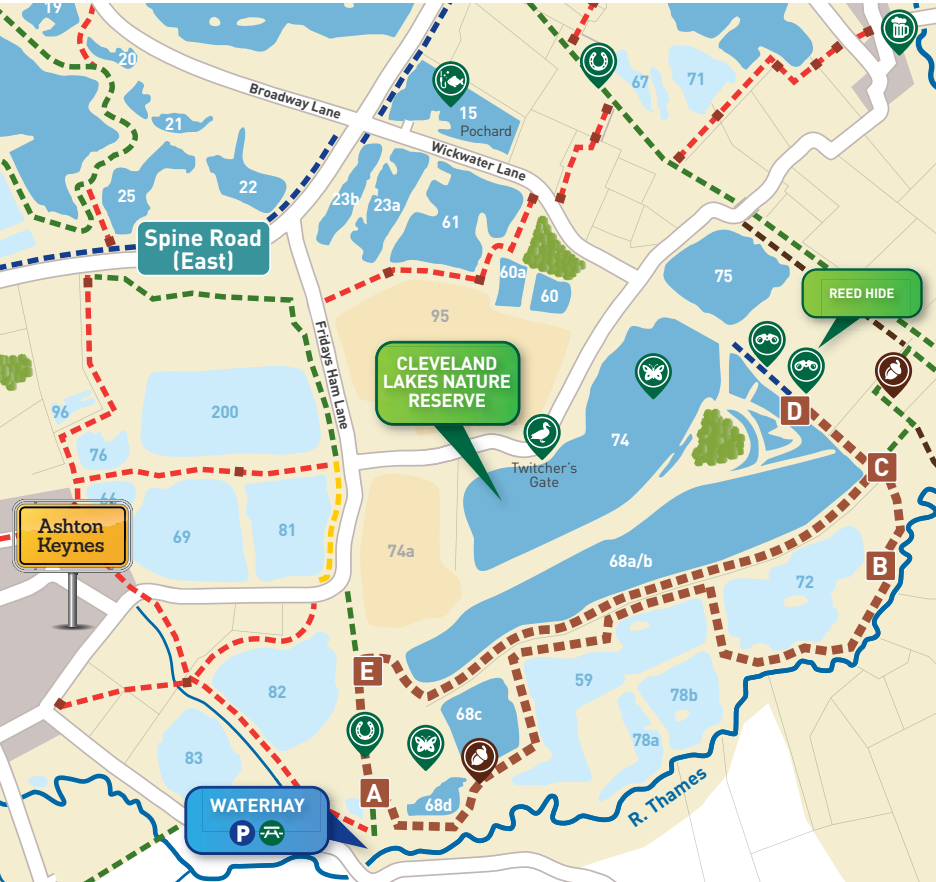 19
20
Broadway Lane
15
Pochard
67
71
21
Wickwater Lane
25
22
23b
23a
61
Spine Road
(East)
60a
60
75
REED HIDE
95
Fridays Ham Lane
CLEVELAND
LAKES NATURE
RESERVE
96
200
76
74
D
Twitcher's
Gate
C
66
Ashton
Keynes
69
81
74a
68a/b
B
72
E
82
59
78b
68c
78a
83
A
68d
WATERHAY
P
R. Thames